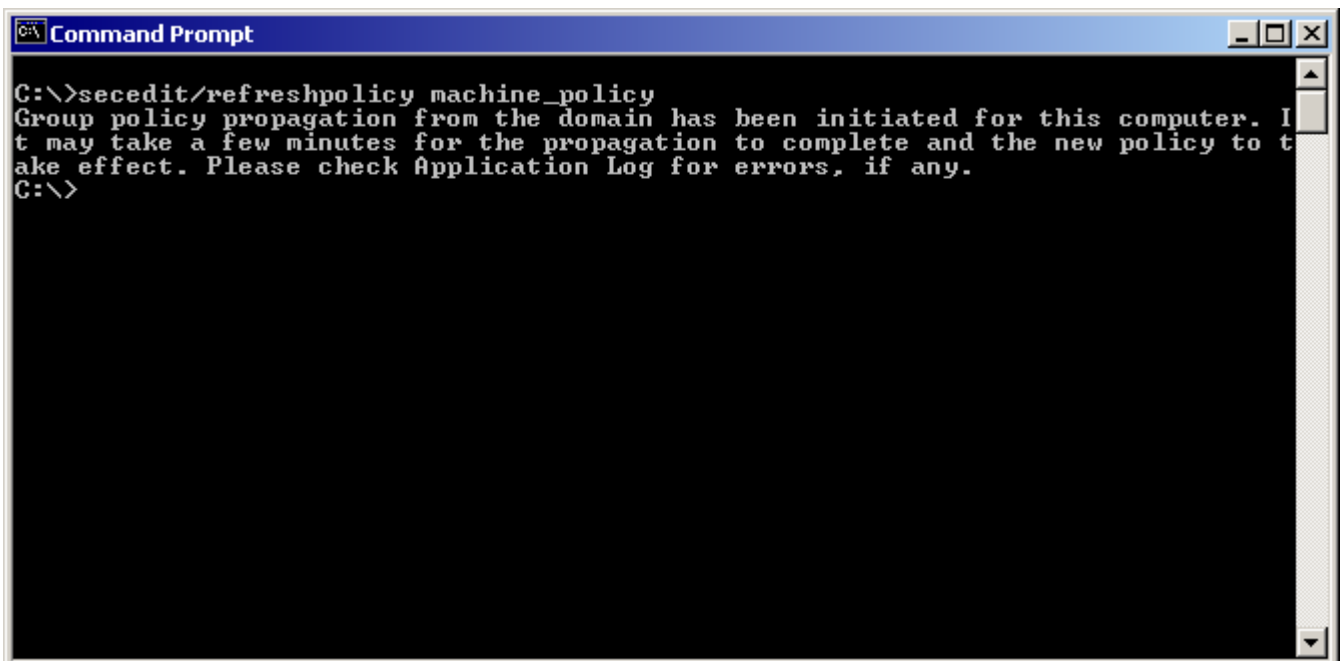 Command Prompt
C:\>secedit/refreshpolicy machine_policy
Group policy propagation from the domain has been initiated for this computer. I
t may take a few minutes for the propagation to complete and the new policy to t
ake effect. Please check Application Log for errors, if any.
C:\>